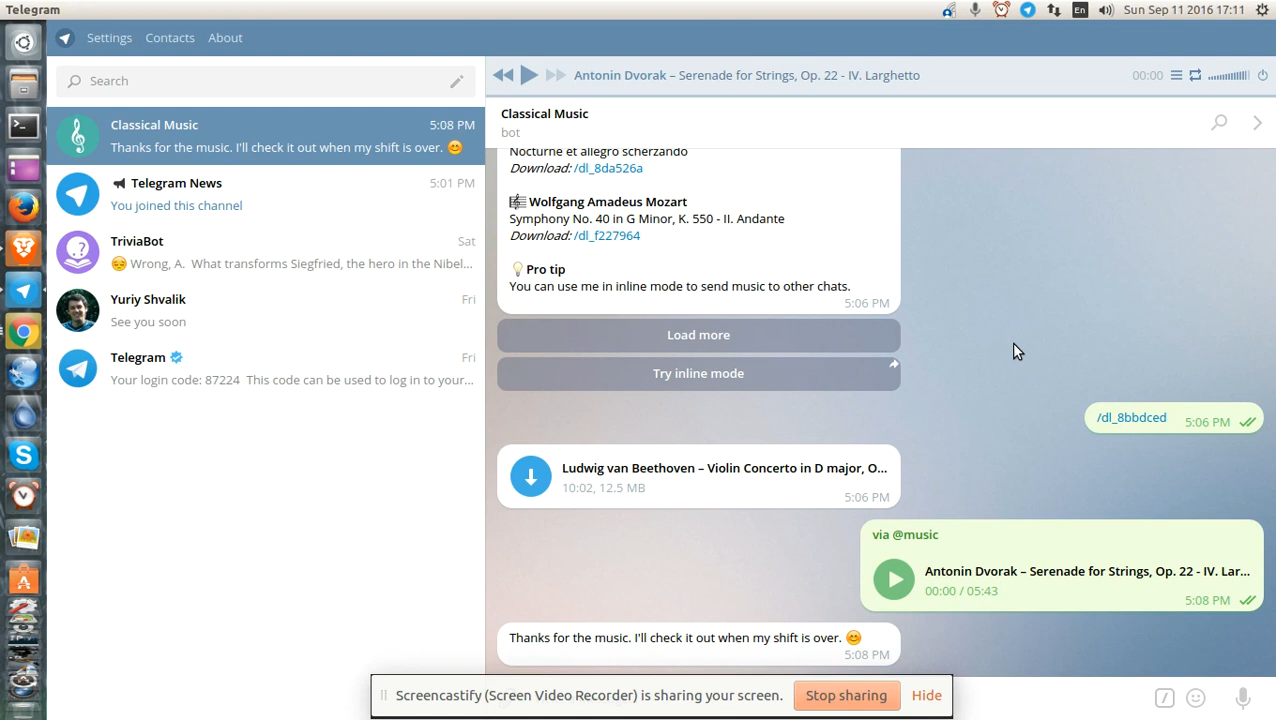 Telegram
En
Sun Sep 11 2016 17:11
Settings
Contacts
About
Search
Classical Music
5:08 PM
Thanks for the music. I'll check it out when my shift is over. 😊
Telegram News
5:01 PM
You joined this channel
TriviaBot
Sat
😔 Wrong, A. What transforms Siegfried, the hero in the Nibel...
Yuriy Shvalik
Fri
See you soon
Telegram
Fri
Your login code: 87224 This code can be used to log in to your...
Antonin Dvorak – Serenade for Strings, Op. 22 - IV. Larghetto
00:00
Classical Music
bot
Nocturne et allegro scherzando
Download: /dl_8da526a
🎼 Wolfgang Amadeus Mozart
Symphony No. 40 in G Minor, K. 550 - II. Andante
Download: /dl_f227964
💡 Pro tip
You can use me in inline mode to send music to other chats.
5:06 PM
Load more
Try inline mode
/dl_8bbdced
5:06 PM
Ludwig van Beethoven – Violin Concerto in D major, O...
10:02, 12.5 MB
5:06 PM
via @music
Antonin Dvorak – Serenade for Strings, Op. 22 - IV. Lar...
00:00 / 05:43
5:08 PM
Thanks for the music. I'll check it out when my shift is over. 😊
5:08 PM
Screencastify (Screen Video Recorder) is sharing your screen.
Stop sharing
Hide